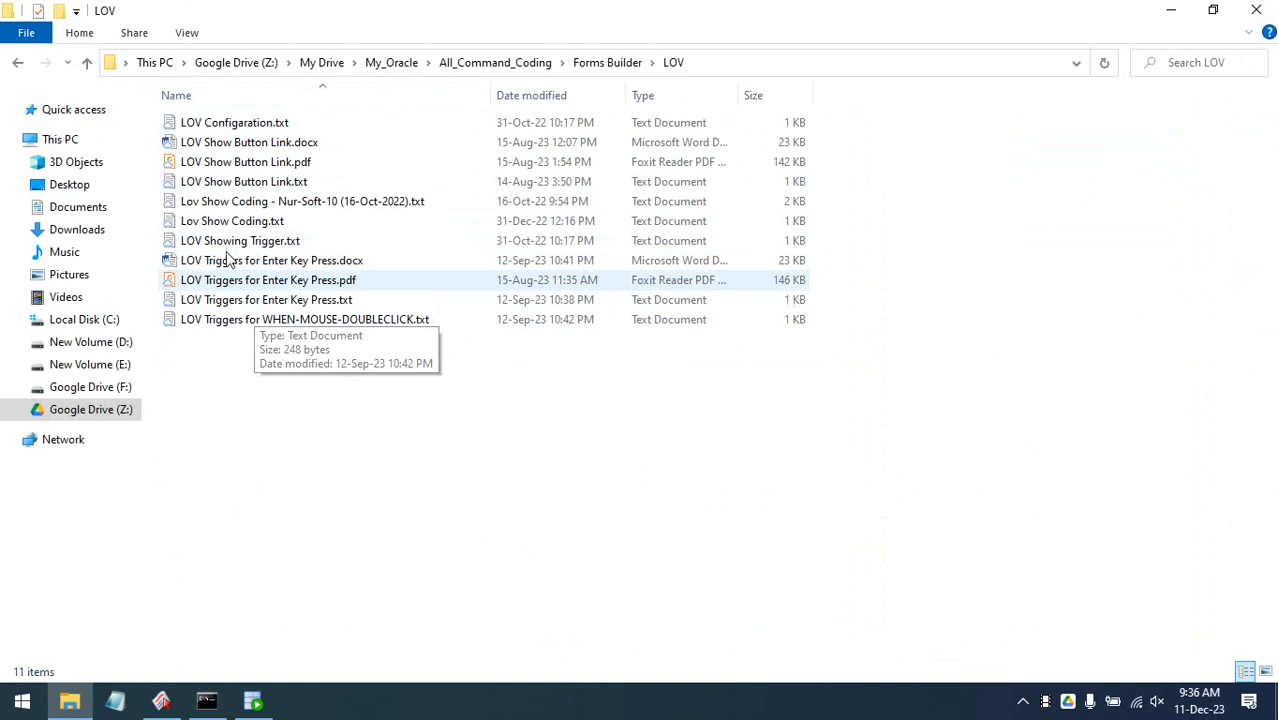 LOV
File Home Share View
This PC Google Drive (Z:) My Drive My_Oracle All_Command_Coding Forms Builder LOV Search LOV
Name Date modified Type Size
Quick access
This PC
3D Objects
Desktop
Documents
Downloads
Music
Pictures
Videos
Local Disk (C:)
New Volume (D:)
New Volume (E:)
Google Drive (F:)
Google Drive (Z:)
Network
LOV Configaration.txt 31-Oct-22 10:17 PM Text Document 1 KB
LOV Show Button Link.docx 15-Aug-23 12:07 PM Microsoft Word D... 23 KB
LOV Show Button Link.pdf 15-Aug-23 1:54 PM Foxit Reader PDF ... 142 KB
LOV Show Button Link.txt 14-Aug-23 3:50 PM Text Document 1 KB
Lov Show Coding - Nur-Soft-10 (16-Oct-2022).txt 16-Oct-22 9:54 PM Text Document 2 KB
Lov Show Coding.txt 31-Dec-22 12:16 PM Text Document 1 KB
LOV Showing Trigger.txt 31-Oct-22 10:17 PM Text Document 1 KB
LOV Triggers for Enter Key Press.docx 12-Sep-23 10:41 PM Microsoft Word D... 23 KB
LOV Triggers for Enter Key Press.pdf 15-Aug-23 11:35 AM Foxit Reader PDF ... 146 KB
LOV Triggers for Enter Key Press.txt 12-Sep-23 10:38 PM Text Document 1 KB
LOV Triggers for WHEN-MOUSE-DOUBLECLICK.txt 12-Sep-23 10:42 PM Text Document 1 KB
Type: Text Document
Size: 248 bytes
Date modified: 12-Sep-23 10:42 PM
11 items
9:36 AM
11-Dec-23